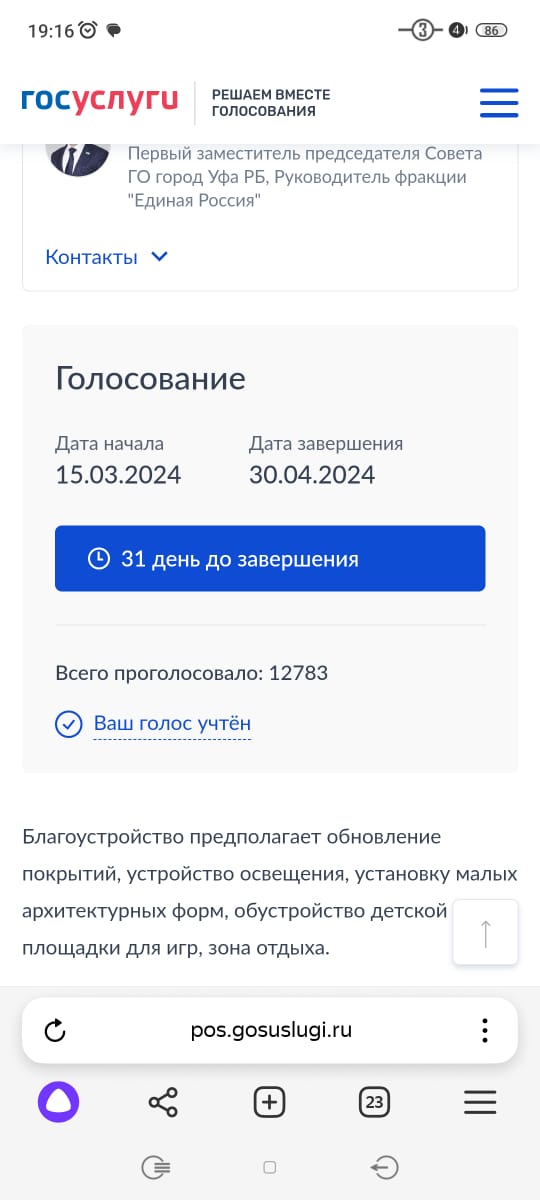 19:16
3
4
86
госуслуги
РЕШАЕМ ВМЕСТЕ
ГОЛОСОВАНИЯ
Первый заместитель председателя Совета
ГО город Уфа РБ, Руководитель фракции
"Единая Россия"
Контакты
Голосование
Дата начала
Дата завершения
15.03.2024
30.04.2024
31 день до завершения
Всего проголосовало: 12783
Ваш голос учтён
Благоустройство предполагает обновление
покрытий, устройство освещения, установку малых
архитектурных форм, обустройство детской
площадки для игр, зона отдыха.
pos.gosuslugi.ru
23